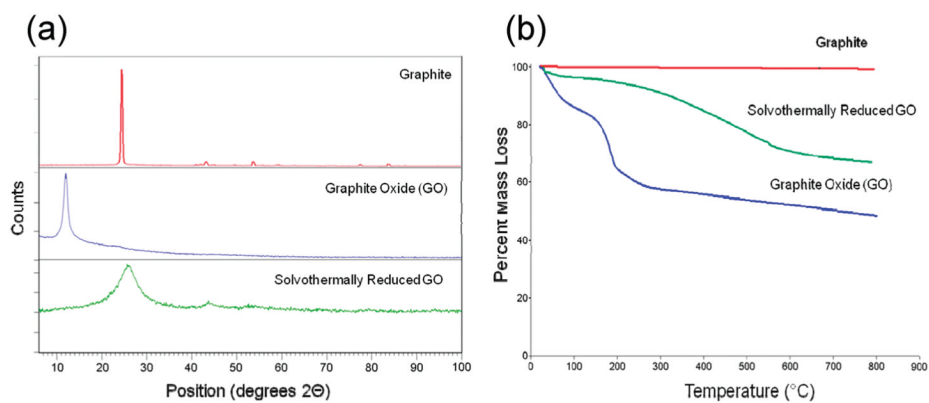 (a)
Graphite
Graphite Oxide (GO)
Solvothermally Reduced GO
Counts
10 20 30 40 50 60 70 80 90 100
Position (degrees 2Θ)
(b)
Graphite
100
Solvothermally Reduced GO
80
Graphite Oxide (GO)
60
40
20
0
Percent Mass Loss
0 100 200 300 400 500 600 700 800 900
Temperature (°C)